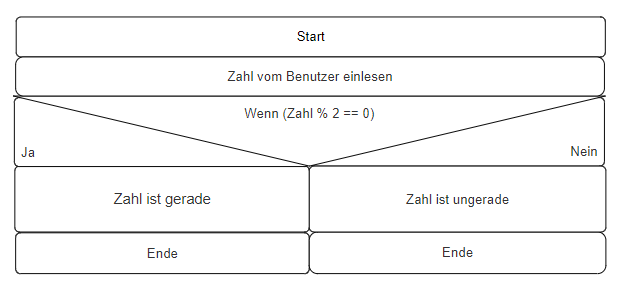 Start
Zahl vom Benutzer einlesen
Wenn (Zahl % 2 == 0)
Ja
Nein
Zahl ist gerade
Zahl ist ungerade
Ende
Ende